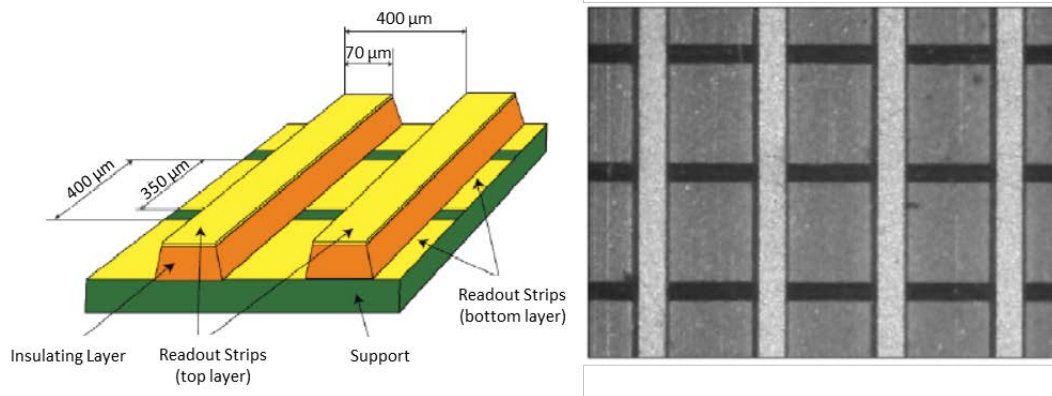 400 µm
70 µm
400 µm
350 µm
Readout Strips
(bottom layer)
Insulating Layer
Readout Strips
(top layer)
Support